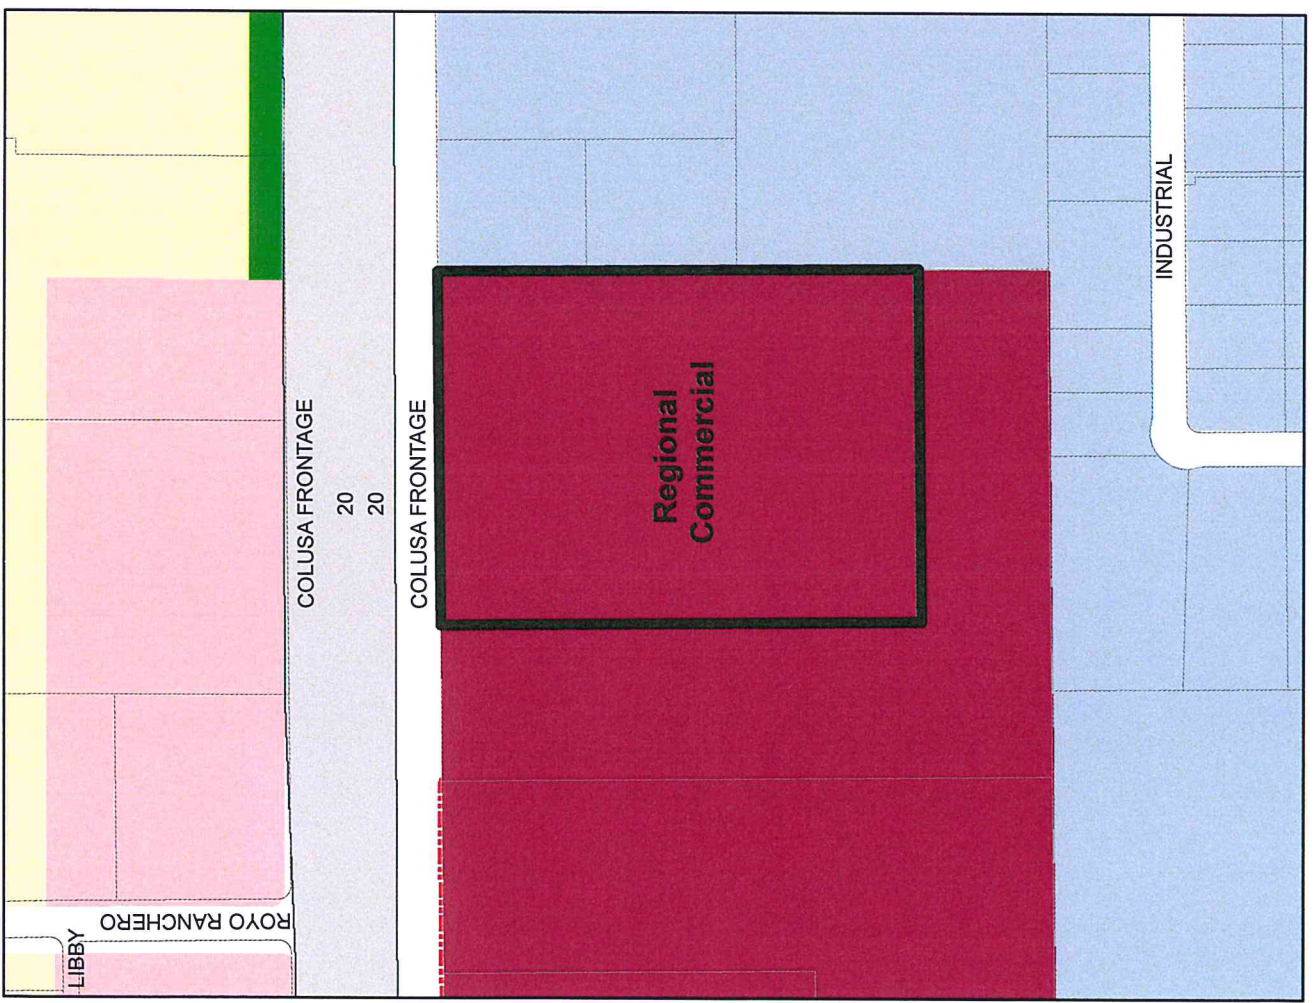 LIBBY
ROYO RANCHERO
COLUSA FRONTAGE
20
20
COLUSA FRONTAGE
Regional
Commercial
INDUSTRIAL